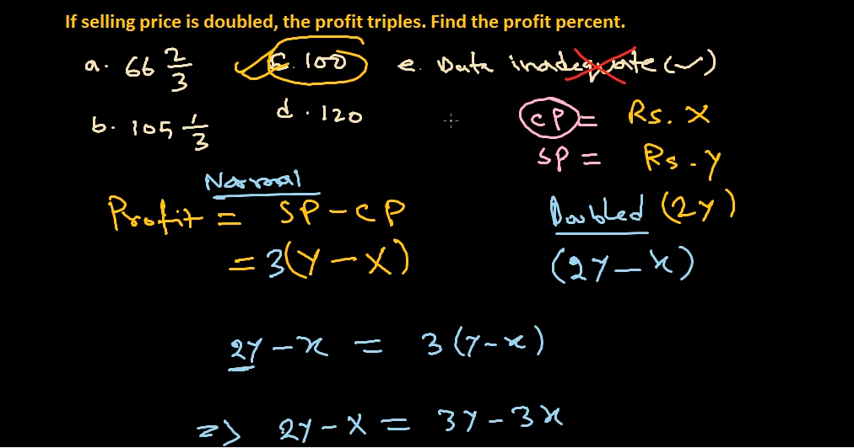 If selling price is doubled, the profit triples. Find the profit percent.
a. 66 2/3 c. 100 e. Data inadequate (✓)
b. 105 1/3 d. 120 CP = Rs. X
SP = Rs. Y
Normal
Profit = SP - CP Doubled (2Y)
= 3(Y - X) (2Y - x)
2Y - x = 3(Y - x)
=> 2Y - X = 3Y - 3X